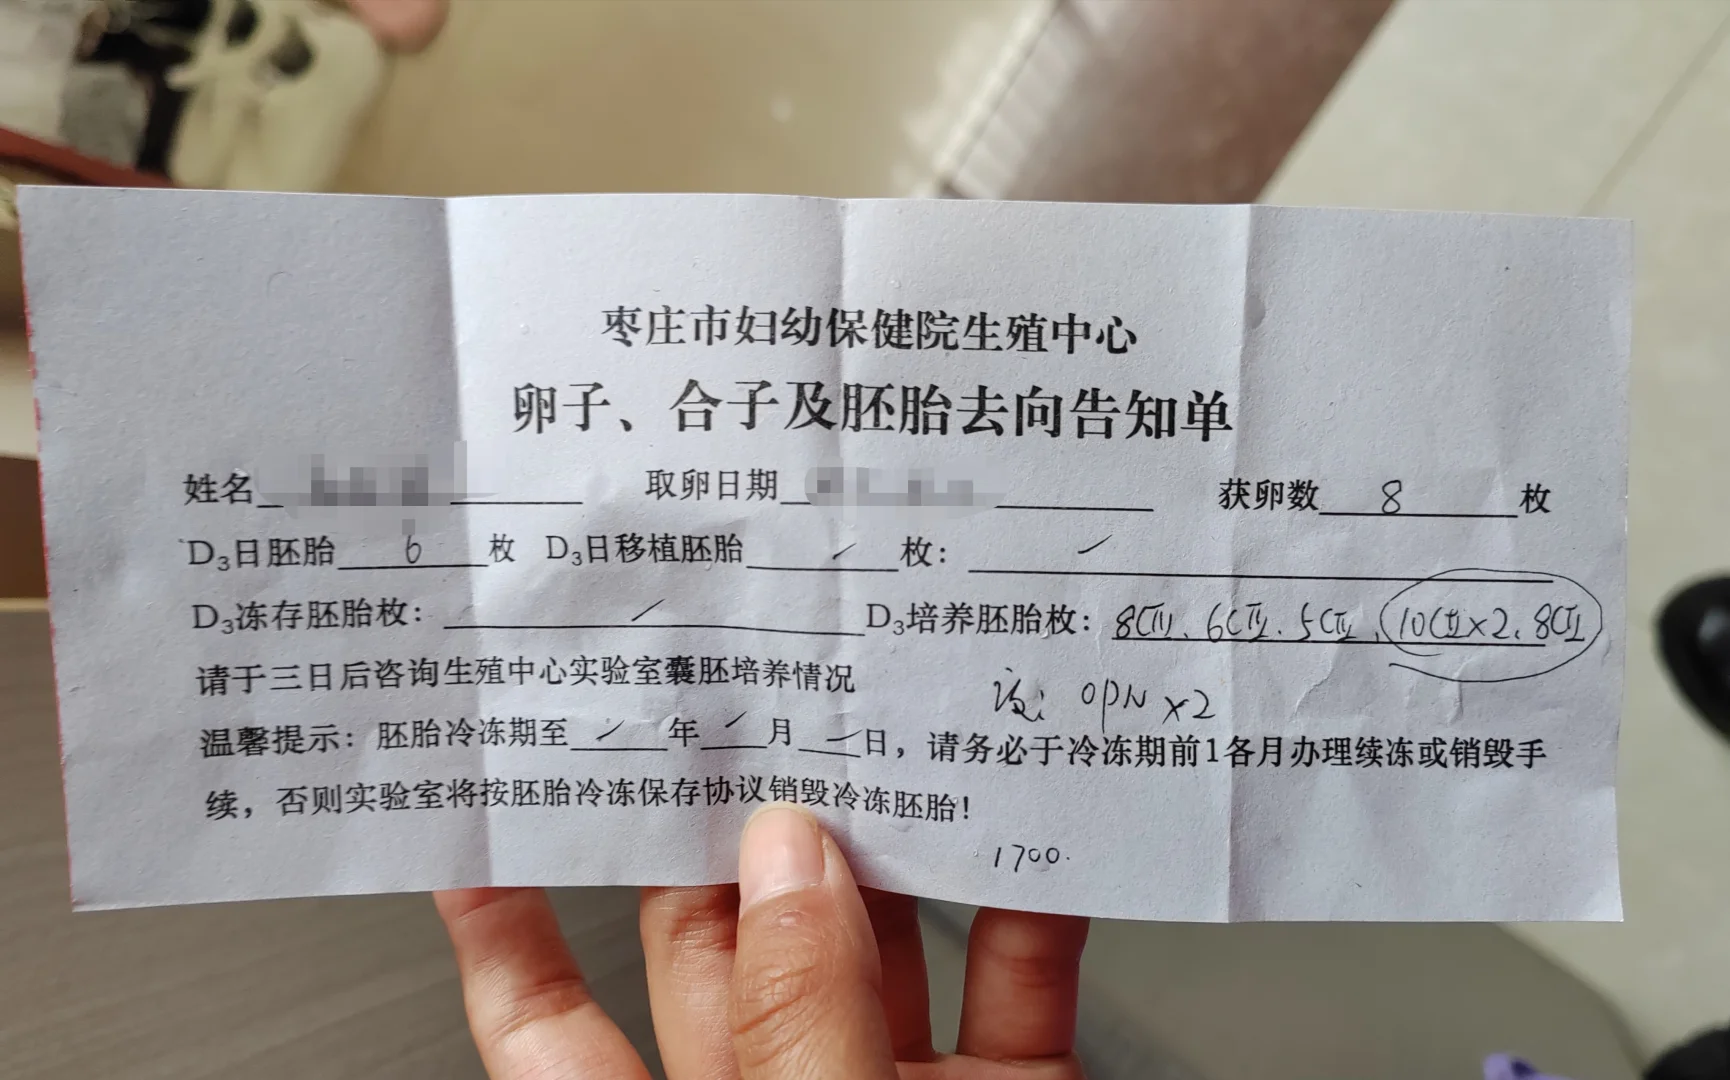 枣庄市妇幼保健院生殖中心
卵子、合子及胚胎去向告知单
姓名 取卵日期 获卵数 8 枚
D₃日胚胎 6 枚 D₃日移植胚胎 / 枚： /
D₃冻存胚胎枚： / D₃培养胚胎枚：8CⅣ、6CⅣ、5CⅣ、10CⅢ×2、8CⅡ
请于三日后咨询生殖中心实验室囊胚培养情况
OPN ×2
温馨提示：胚胎冷冻期至 / 年 / 月 / 日，请务必于冷冻期前1各月办理续冻或销毁手
续，否则实验室将按胚胎冷冻保存协议销毁冷冻胚胎！
1700.